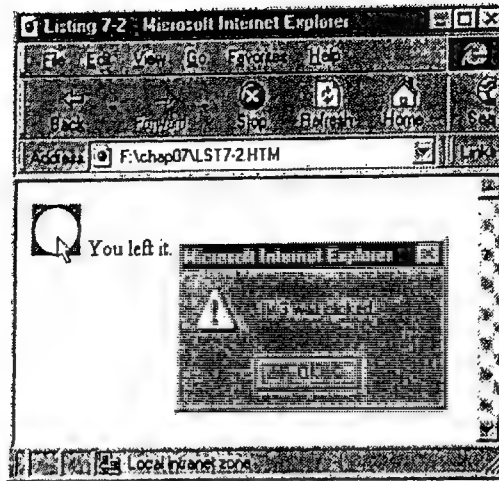 Listing 7-2 - Microsoft Internet Explorer
File Edit View Go Favorites Help
Back Forward Stop Refresh Home
Address F:\chap07\LST7-2.HTM Links
You left it.
Microsoft Internet Explorer
OK
Local intranet zone